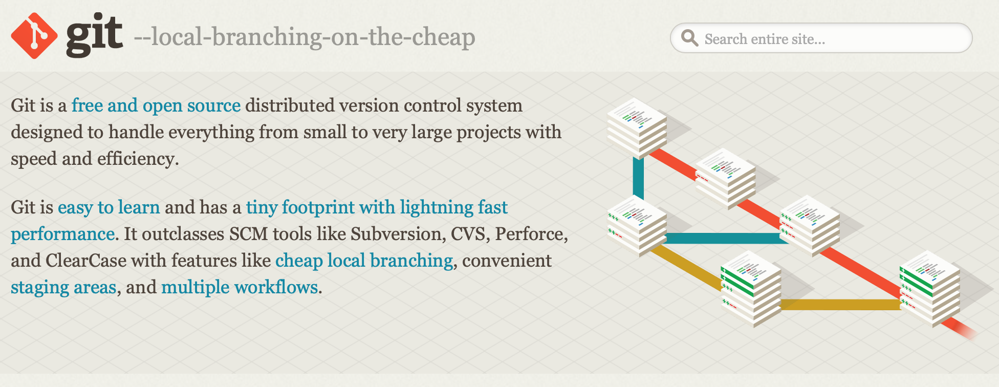 git --local-branching-on-the-cheap
Search entire site...
Git is a free and open source distributed version control system
designed to handle everything from small to very large projects with
speed and efficiency.
Git is easy to learn and has a tiny footprint with lightning fast
performance. It outclasses SCM tools like Subversion, CVS, Perforce,
and ClearCase with features like cheap local branching, convenient
staging areas, and multiple workflows.